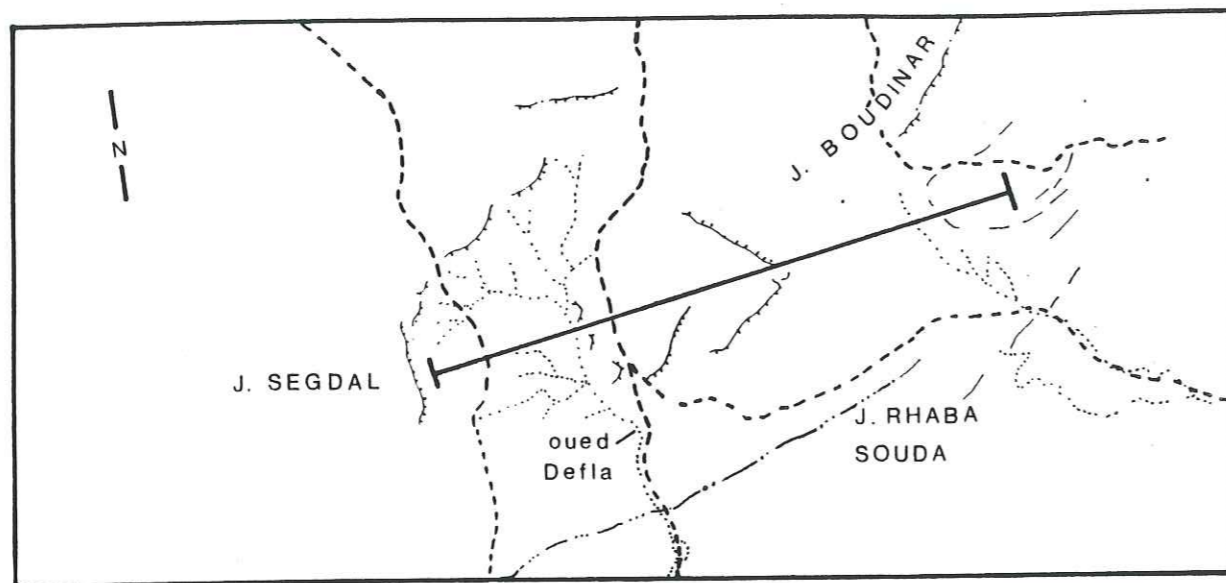 N
J. BOUDINAR
J. SEGDAL
oued
Defla
J. RHABA
SOUDA